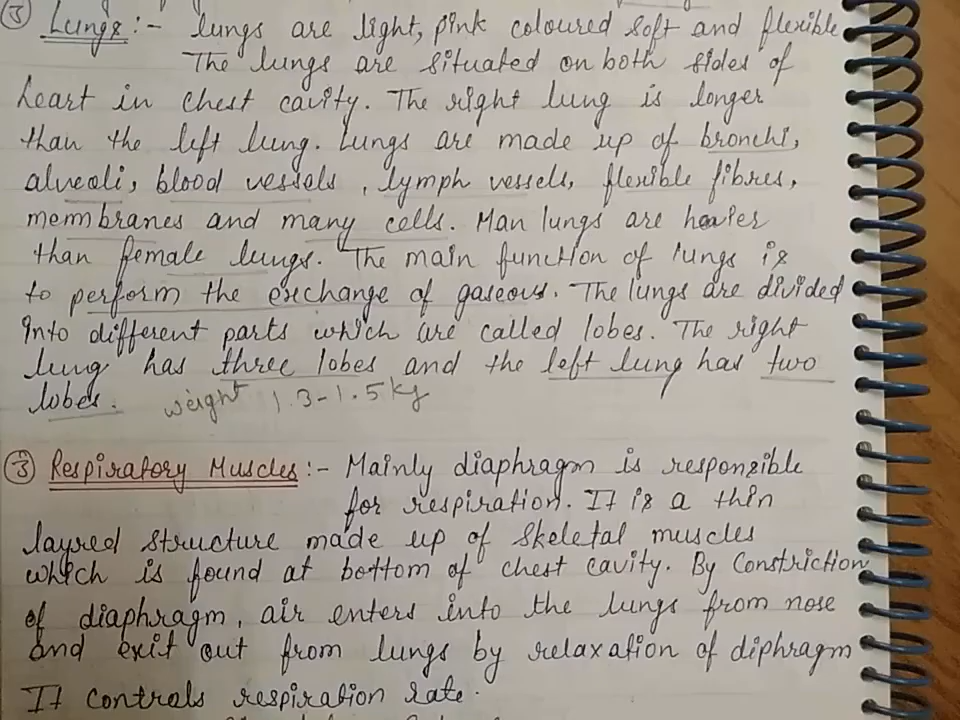 ③ Lungs :- lungs are light, pink coloured soft and flexible
The lungs are situated on both sides of
heart in chest cavity. The right lung is longer
than the left lung. Lungs are made up of bronchi,
alveoli, blood vessels, lymph vessels, flexible fibres,
membranes and many cells. Man lungs are
than female lungs. The main function of lungs is
to perform the exchange of gaseous. The lungs are divided
into different parts which are called lobes. The right
lung has three lobes and the left lung has two
lobes. weight 1.3-1.5 kg
③ Respiratory Muscles :- Mainly diaphragm is responsible
for respiration. It is a thin
layred structure made up of skeletal muscles
which is found at bottom of chest cavity. By Constriction
of diaphragm, air enters into the lungs from nose
and exit out from lungs by relaxation of diphragm
It controls respiration rate.